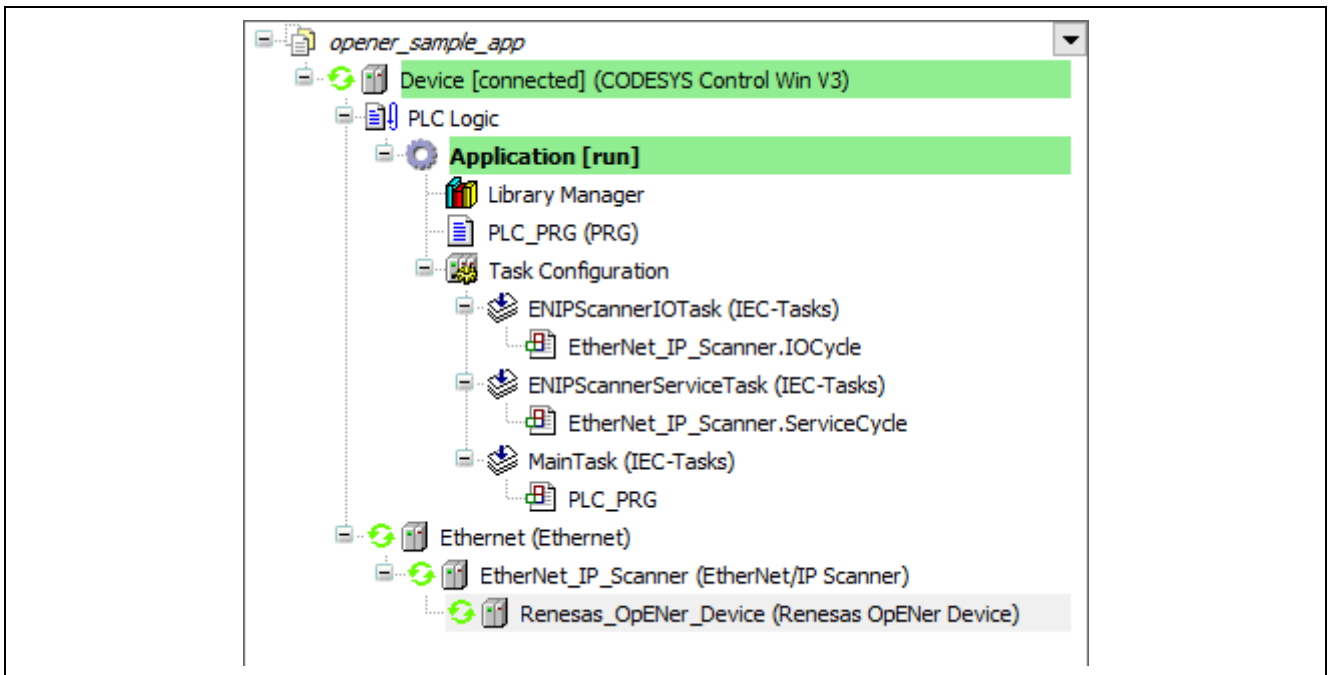 opener_sample_app
Device [connected] (CODESYS Control Win V3)
PLC Logic
Application [run]
Library Manager
PLC_PRG (PRG)
Task Configuration
ENIPScannerIOTask (IEC-Tasks)
EtherNet_IP_Scanner.IOCycle
ENIPScannerServiceTask (IEC-Tasks)
EtherNet_IP_Scanner.ServiceCycle
MainTask (IEC-Tasks)
PLC_PRG
Ethernet (Ethernet)
EtherNet_IP_Scanner (EtherNet/IP Scanner)
Renesas_OpENer_Device (Renesas OpENer Device)